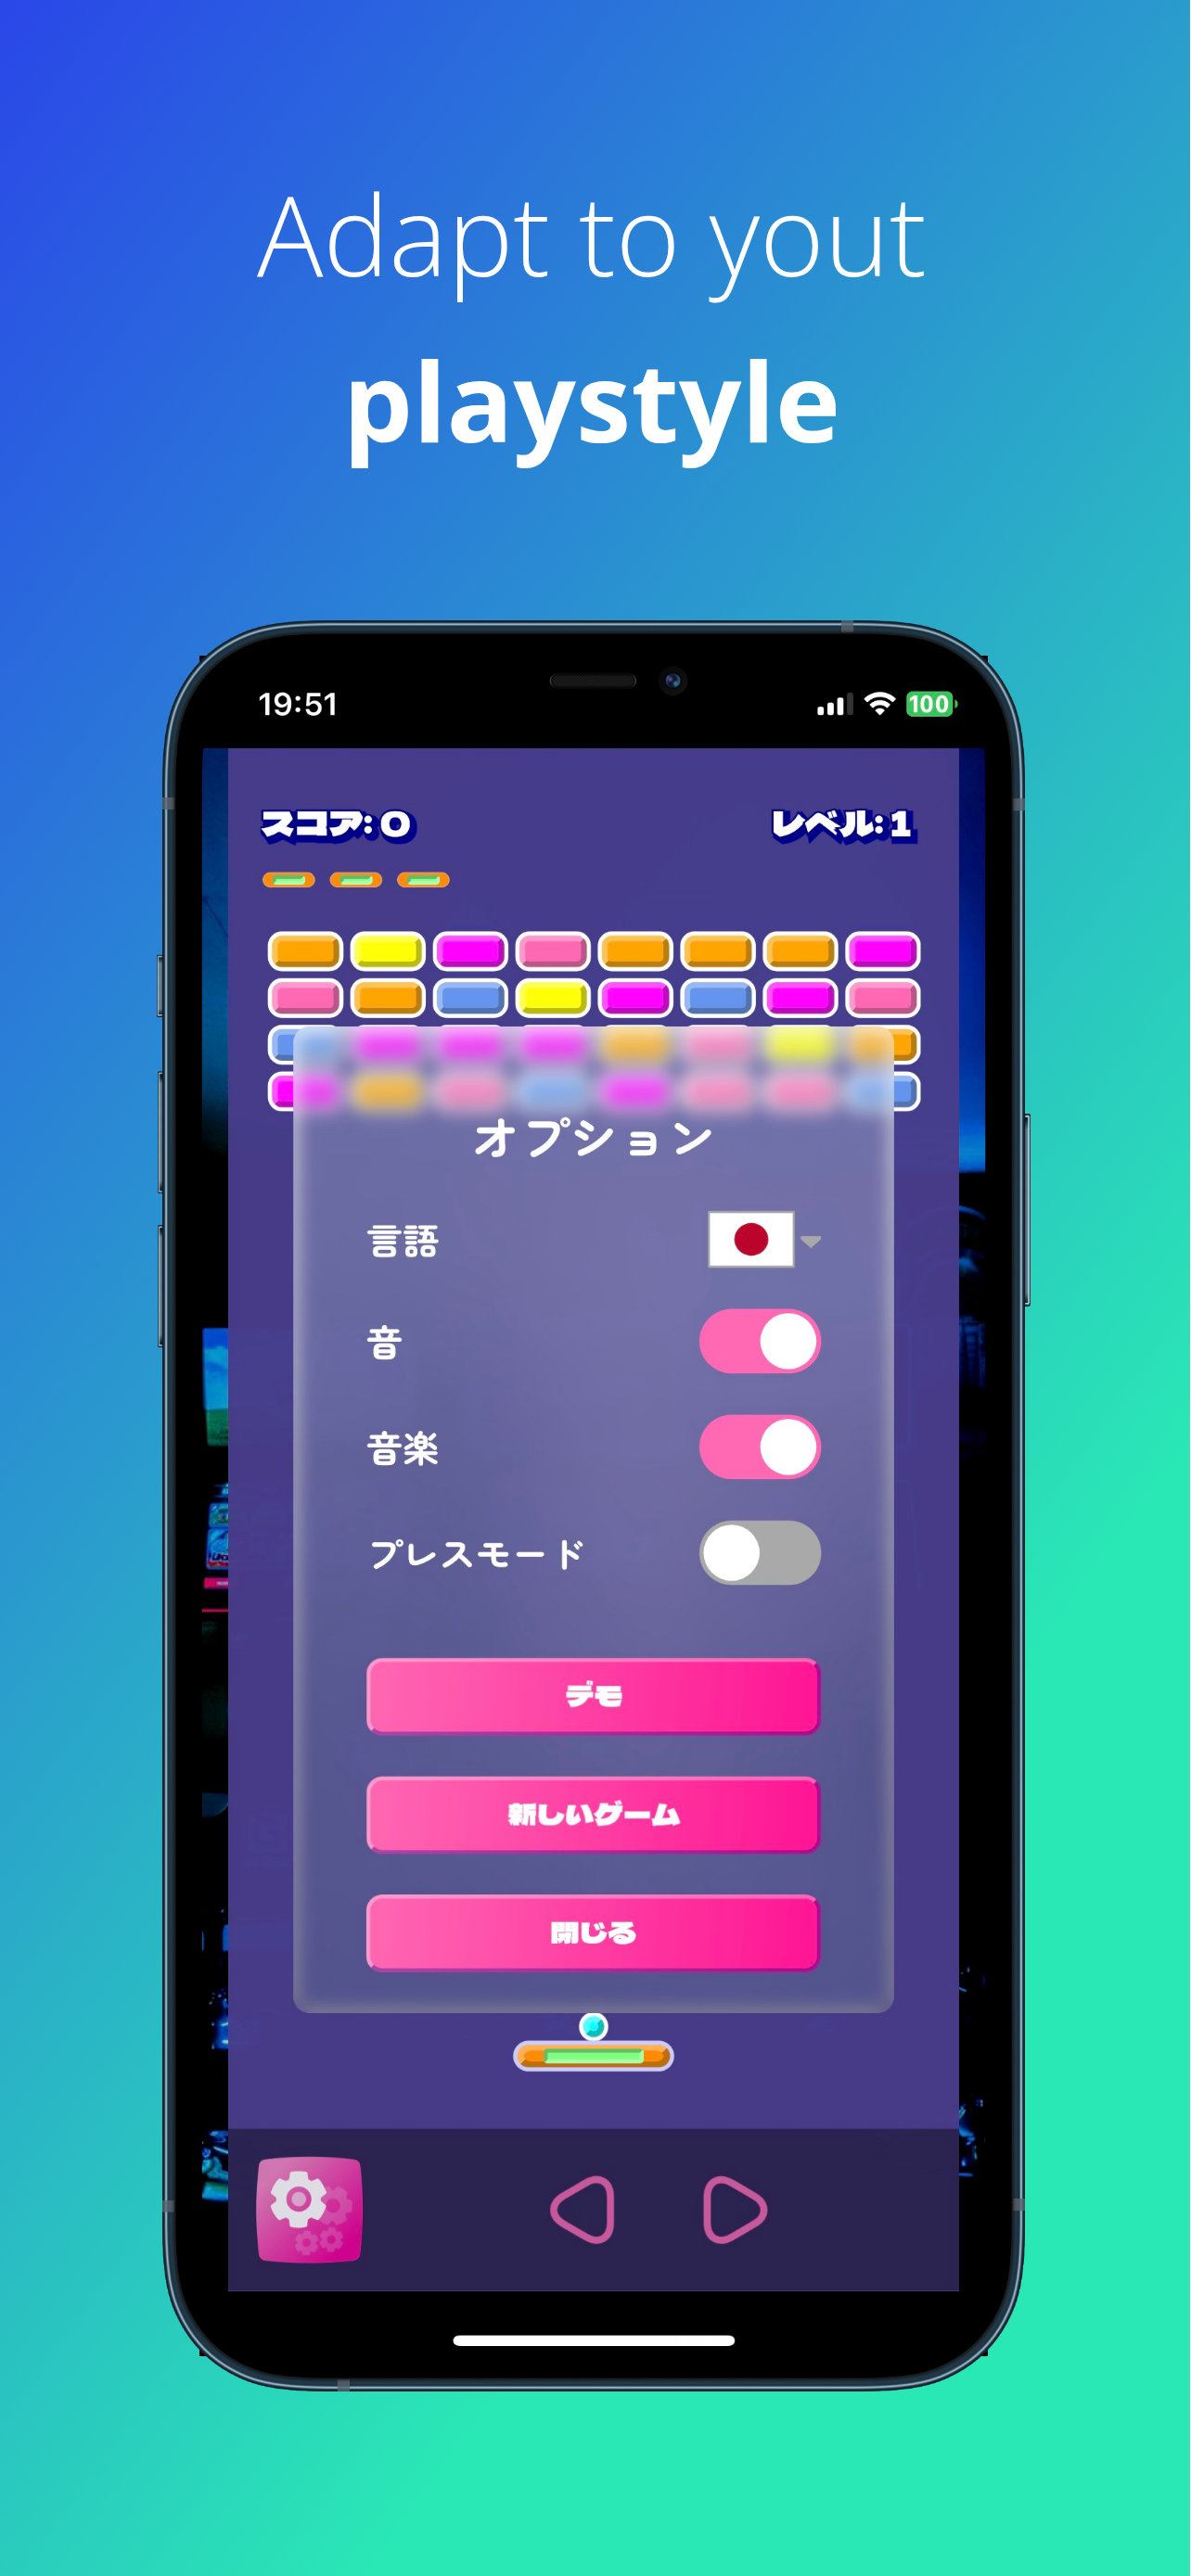 Adapt to yout
playstyle
19:51
100
スコア: 0
レベル: 1
オプション
言語
音
音楽
プレスモード
デモ
新しいゲーム
閉じる